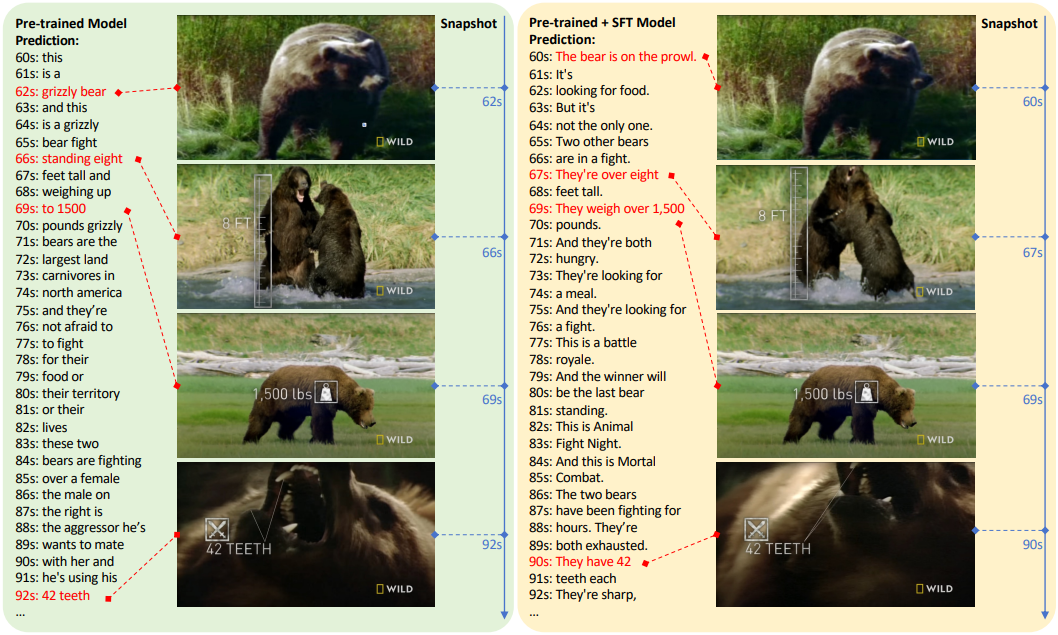 Pre-trained Model
Prediction:
60s: this
61s: is a
62s: grizzly bear
63s: and this
64s: is a grizzly
65s: bear fight
66s: standing eight
67s: feet tall and
68s: weighing up
69s: to 1500
70s: pounds grizzly
71s: bears are the
72s: largest land
73s: carnivores in
74s: north america
75s: and they're
76s: not afraid to
77s: to fight
78s: for their
79s: food or
80s: their territory
81s: or their
82s: lives
83s: these two
84s: bears are fighting
85s: over a female
86s: the male on
87s: the right is
88s: the aggressor he's
89s: wants to mate
90s: with her and
91s: he's using his
92s: 42 teeth
...
WILD
8 FT
WILD
1,500 lbs
WILD
42 TEETH
WILD
Snapshot
62s
66s
69s
92s
Pre-trained + SFT Model
Prediction:
60s: The bear is on the prowl.
61s: It's
62s: looking for food.
63s: But it's
64s: not the only one.
65s: Two other bears
66s: are in a fight.
67s: They're over eight
68s: feet tall.
69s: They weigh over 1,500
70s: pounds.
71s: And they're both
72s: hungry.
73s: They're looking for
74s: a meal.
75s: And they're looking for
76s: a fight.
77s: This is a battle
78s: royale.
79s: And the winner will
80s: be the last bear
81s: standing.
82s: This is Animal
83s: Fight Night.
84s: And this is Mortal
85s: Combat.
86s: The two bears
87s: have been fighting for
88s: hours. They're
89s: both exhausted.
90s: They have 42
91s: teeth each
92s: They're sharp,
...
WILD
8 FT
WILD
1,500 lbs
WILD
42 TEETH
WILD
Snapshot
60s
67s
69s
90s